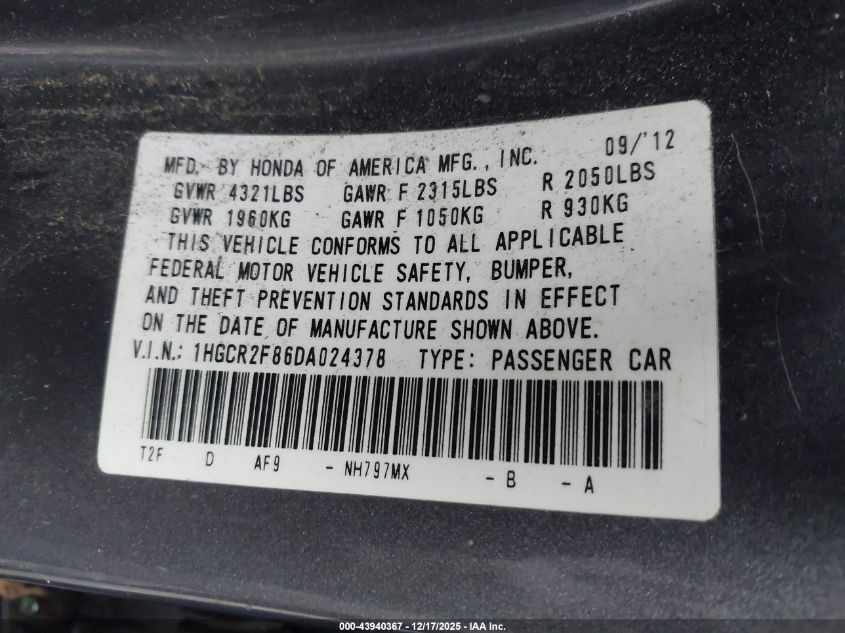 MFD. BY HONDA OF AMERICA MFG., INC. 09/'12
GVWR 4321LBS GAWR F 2315LBS R 2050LBS
GVWR 1960KG GAWR F 1050KG R 930KG
THIS VEHICLE CONFORMS TO ALL APPLICABLE
FEDERAL MOTOR VEHICLE SAFETY, BUMPER,
AND THEFT PREVENTION STANDARDS IN EFFECT
ON THE DATE OF MANUFACTURE SHOWN ABOVE.
V.I.N.: 1HGCR2F86DA024378 TYPE: PASSENGER CAR
T2F D AF9 - NH797MX - B - A
000-43940367 - 12/17/2025 - IAA Inc.